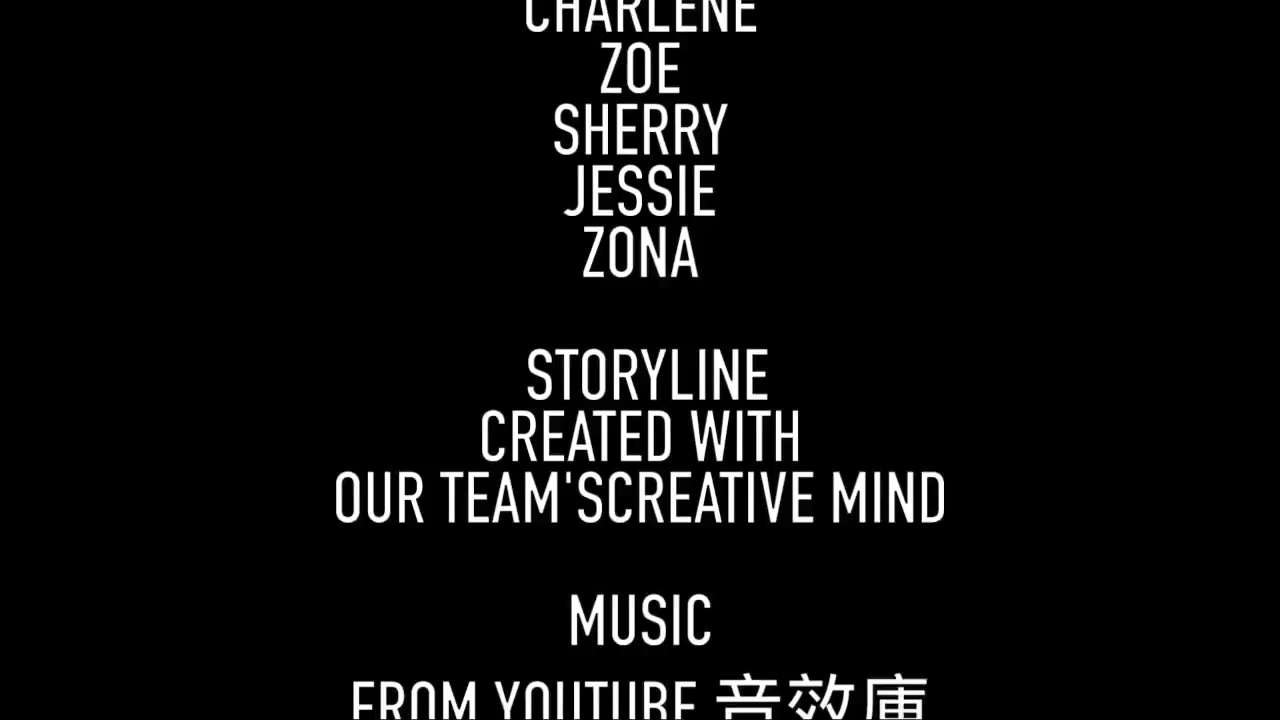 CHARLENE
ZOE
SHERRY
JESSIE
ZONA
STORYLINE
CREATED WITH
OUR TEAM'SCREATIVE MIND
MUSIC
FROM YOUTUBE 音效庫